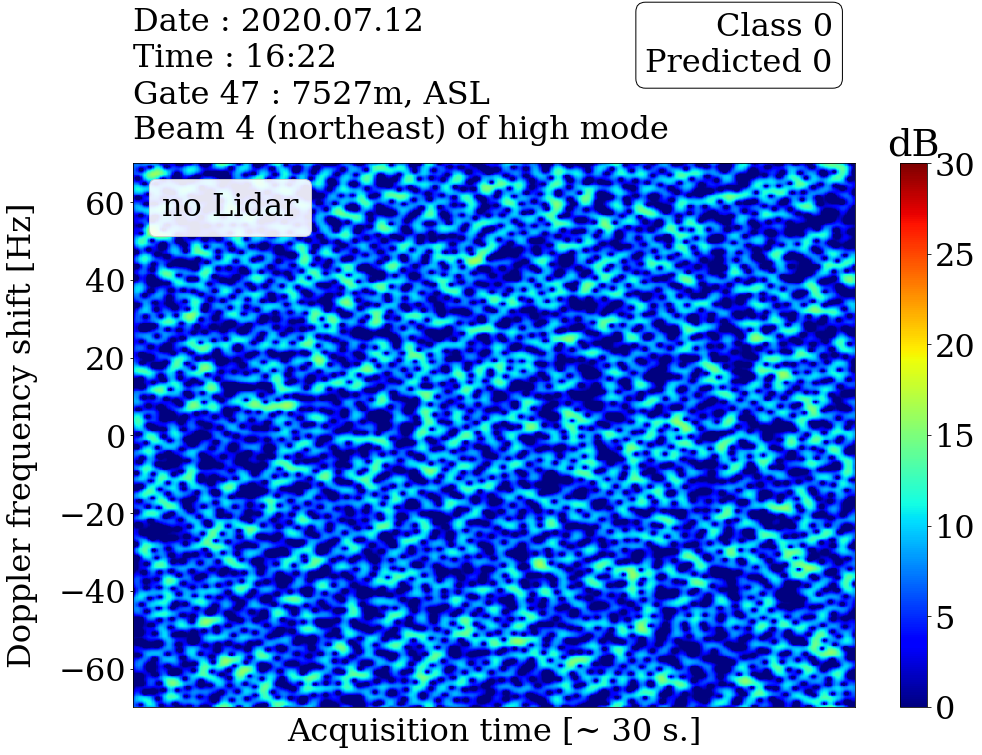 Date : 2020.07.12
Time : 16:22
Gate 47 : 7527m, ASL
Beam 4 (northeast) of high mode
Class 0
Predicted 0
dB
no Lidar
Doppler frequency shift [Hz]
60
40
20
0
−20
−40
−60
30
25
20
15
10
5
0
Acquisition time [~ 30 s.]